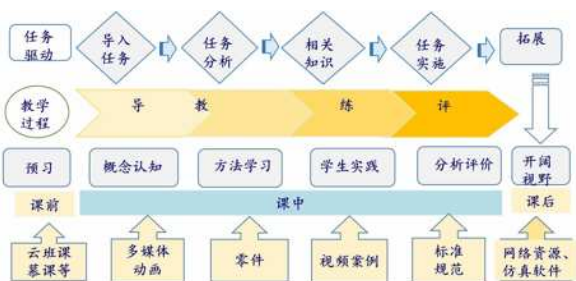 任务
驱动
导入
任务
任务
分析
相关
知识
任务
实施
拓展
教学
过程
导
教
练
评
预习
概念认知
方法学习
学生实践
分析评价
开阔
视野
课前
课中
课后
云班课
慕课等
多媒体
动画
零件
视频案例
标准
规范
网络资源、
仿真软件